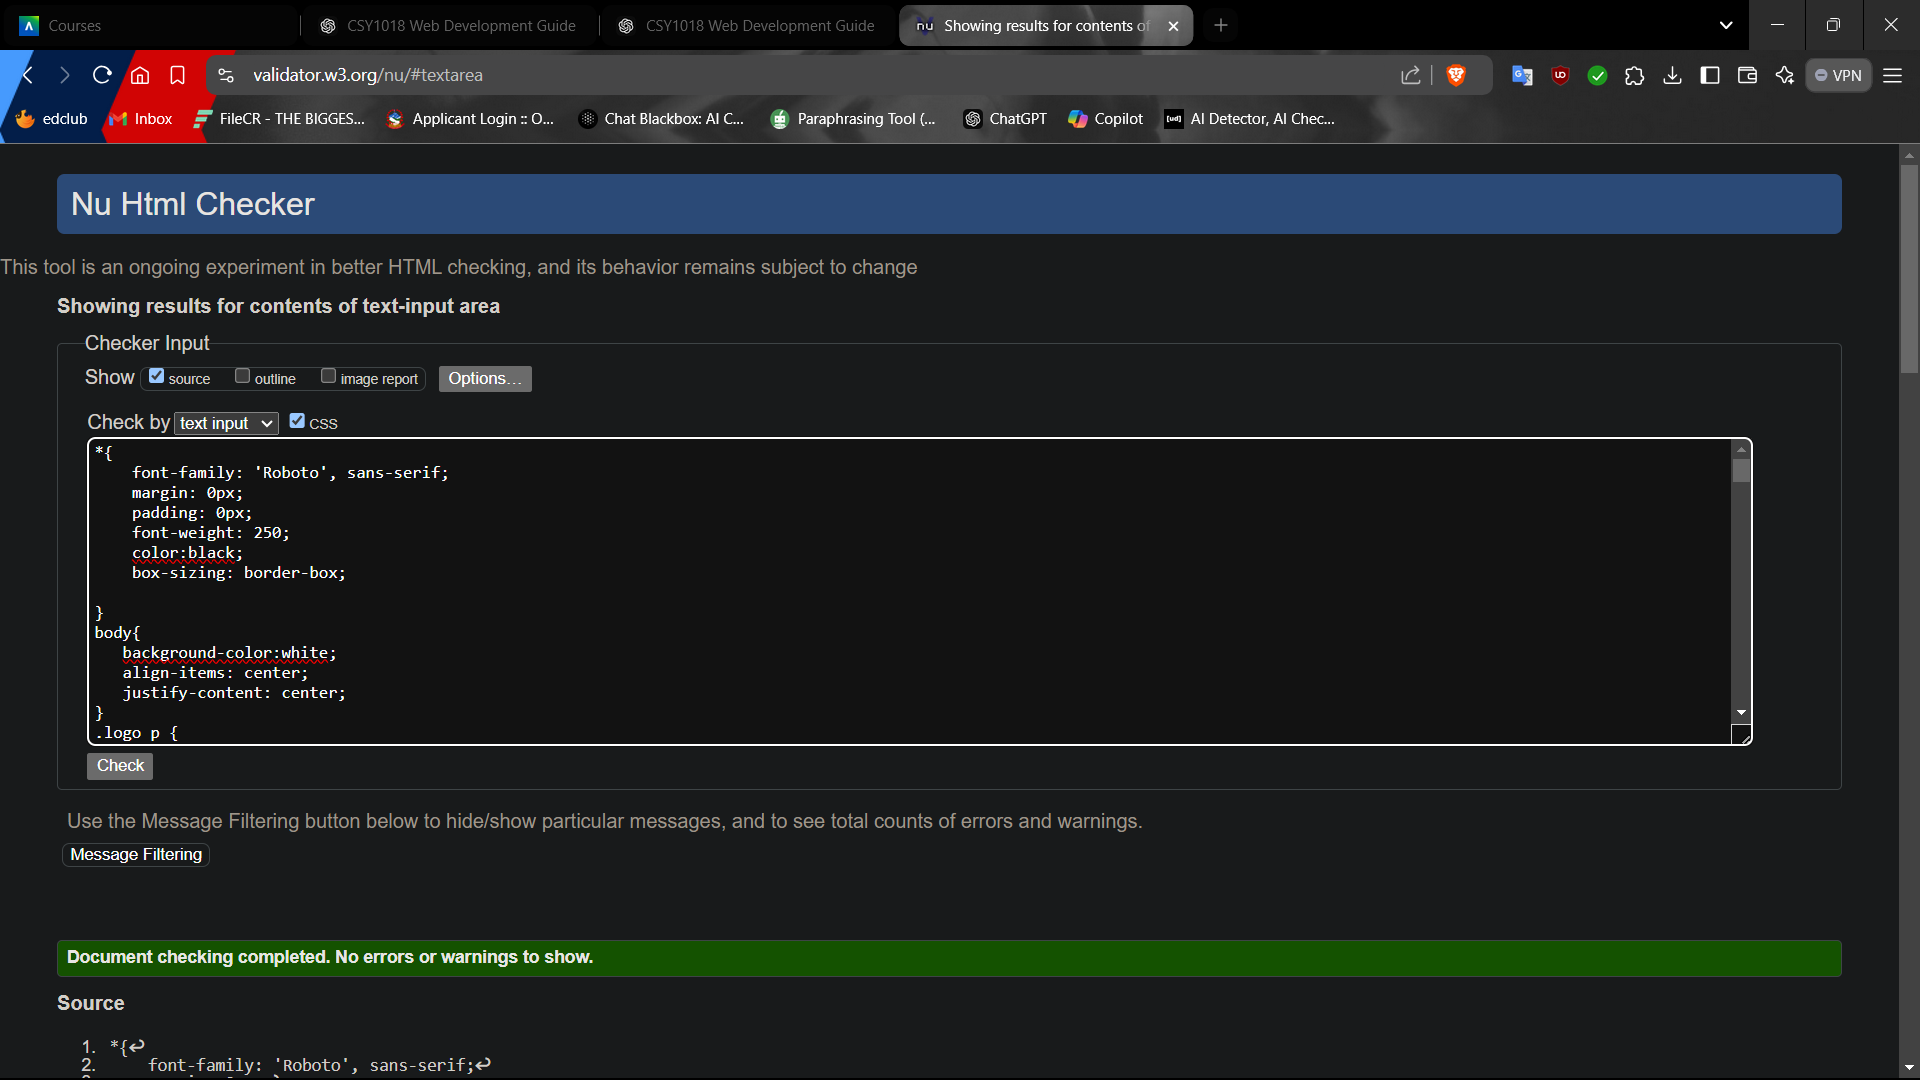 Courses
CSY1018 Web Development Guide
CSY1018 Web Development Guide
nu Showing results for contents of
validator.w3.org/nu/#textarea
VPN
edclub
Inbox
FileCR - THE BIGGES...
Applicant Login :: O...
Chat Blackbox: AI C...
Paraphrasing Tool (...
ChatGPT
Copilot
[ud] AI Detector, AI Chec...
Nu Html Checker
This tool is an ongoing experiment in better HTML checking, and its behavior remains subject to change
Showing results for contents of text-input area
Checker Input
Show source outline image report Options...
Check by text input CSS
*{
font-family: 'Roboto', sans-serif;
margin: 0px;
padding: 0px;
font-weight: 250;
color:black;
box-sizing: border-box;
}
body{
background-color:white;
align-items: center;
justify-content: center;
}
.logo p {
Check
Use the Message Filtering button below to hide/show particular messages, and to see total counts of errors and warnings.
Message Filtering
Document checking completed. No errors or warnings to show.
Source
1. *{↩
2. font-family: 'Roboto', sans-serif;↩